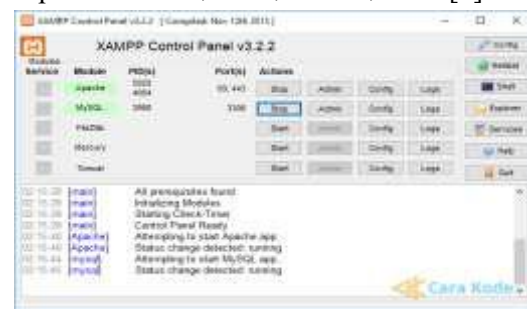 XAMPP Control Panel v3.2.2 [Compiled: Nov 12th 2015]
XAMPP Control Panel v3.2.2
Config
Modules
Service Module PID(s) Port(s) Actions
Netstat
Apache 80, 443 Stop Admin Config Logs
Shell
MySQL 3306 Stop Admin Config Logs
Explorer
FileZilla Start Admin Config Logs
Services
Mercury Start Admin Config Logs
Help
Tomcat Start Admin Config Logs
Quit
[main] All prerequisites found
[main] Initializing Modules
[main] Starting Check-Timer
[main] Control Panel Ready
[Apache] Attempting to start Apache app
[Apache] Status change detected: running
[mysql] Attempting to start MySQL app
[mysql] Status change detected: running
Cara Kode